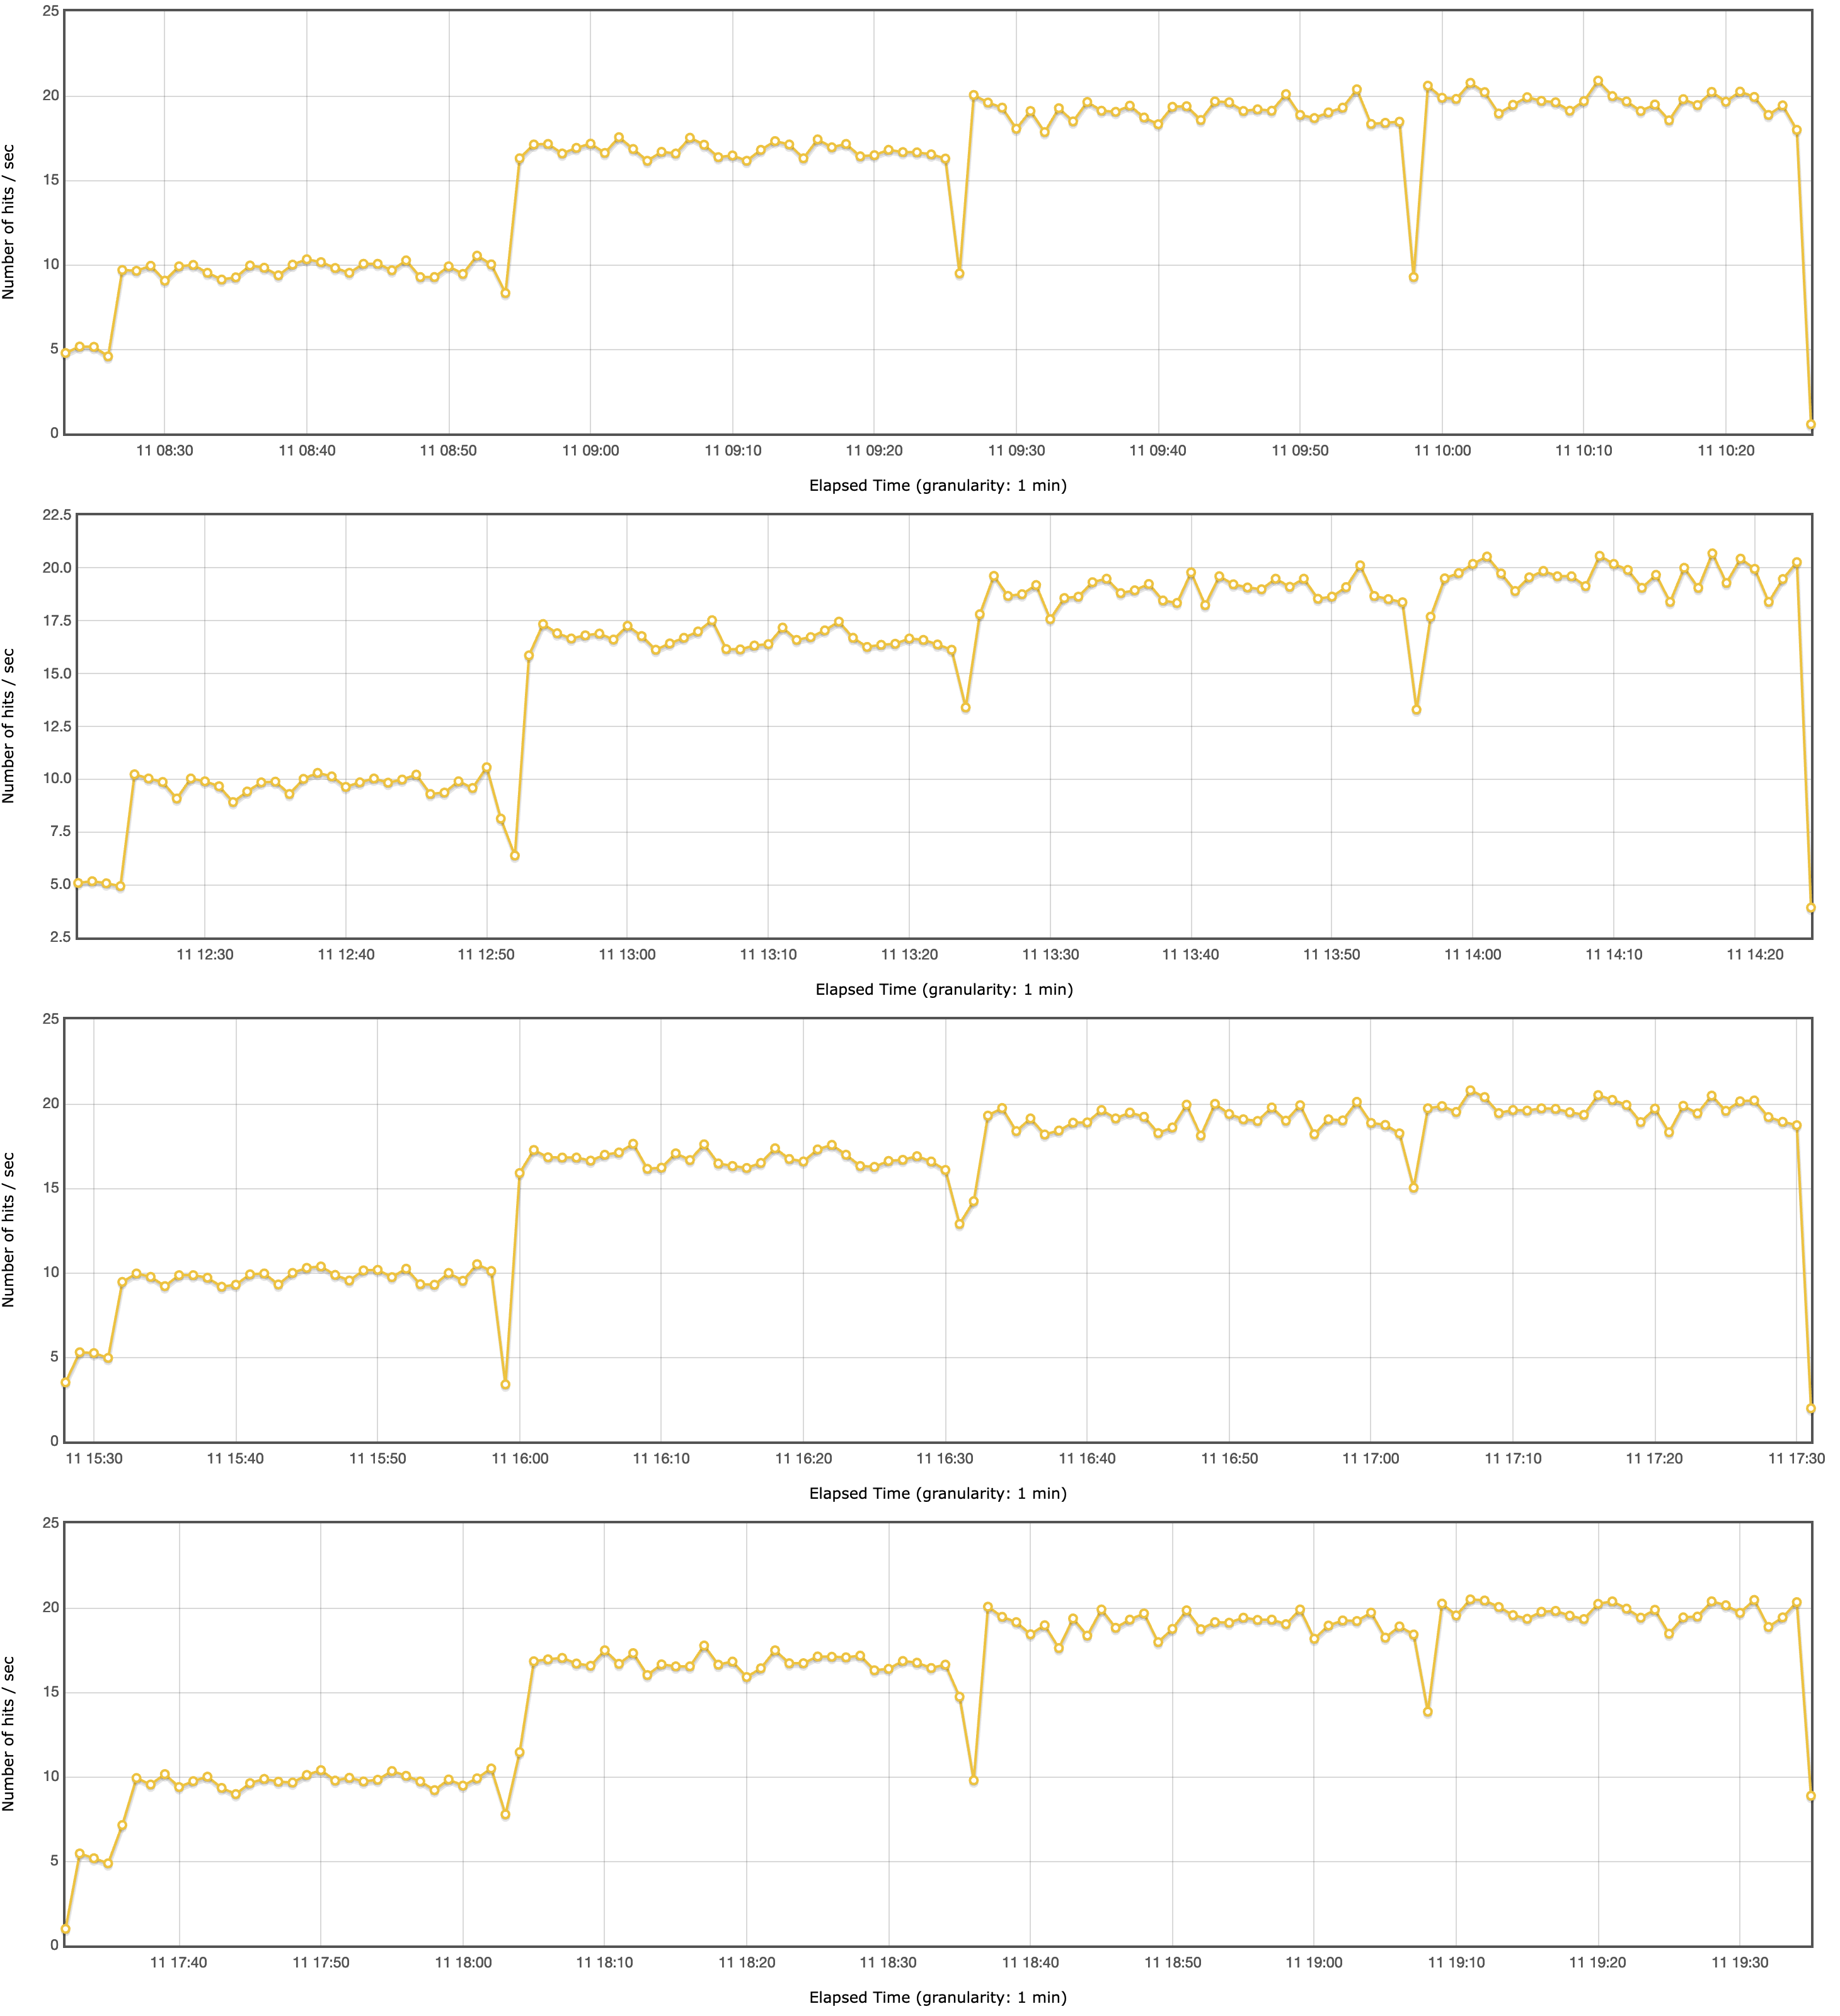 25
20
15
10
5
0
Number of hits / sec
11 08:30 11 08:40 11 08:50 11 09:00 11 09:10 11 09:20 11 09:30 11 09:40 11 09:50 11 10:00 11 10:10 11 10:20
Elapsed Time (granularity: 1 min)
22.5
20.0
17.5
15.0
12.5
10.0
7.5
5.0
2.5
Number of hits / sec
11 12:30 11 12:40 11 12:50 11 13:00 11 13:10 11 13:20 11 13:30 11 13:40 11 13:50 11 14:00 11 14:10 11 14:20
Elapsed Time (granularity: 1 min)
25
20
15
10
5
0
Number of hits / sec
11 15:30 11 15:40 11 15:50 11 16:00 11 16:10 11 16:20 11 16:30 11 16:40 11 16:50 11 17:00 11 17:10 11 17:20 11 17:30
Elapsed Time (granularity: 1 min)
25
20
15
10
5
0
Number of hits / sec
11 17:40 11 17:50 11 18:00 11 18:10 11 18:20 11 18:30 11 18:40 11 18:50 11 19:00 11 19:10 11 19:20 11 19:30
Elapsed Time (granularity: 1 min)